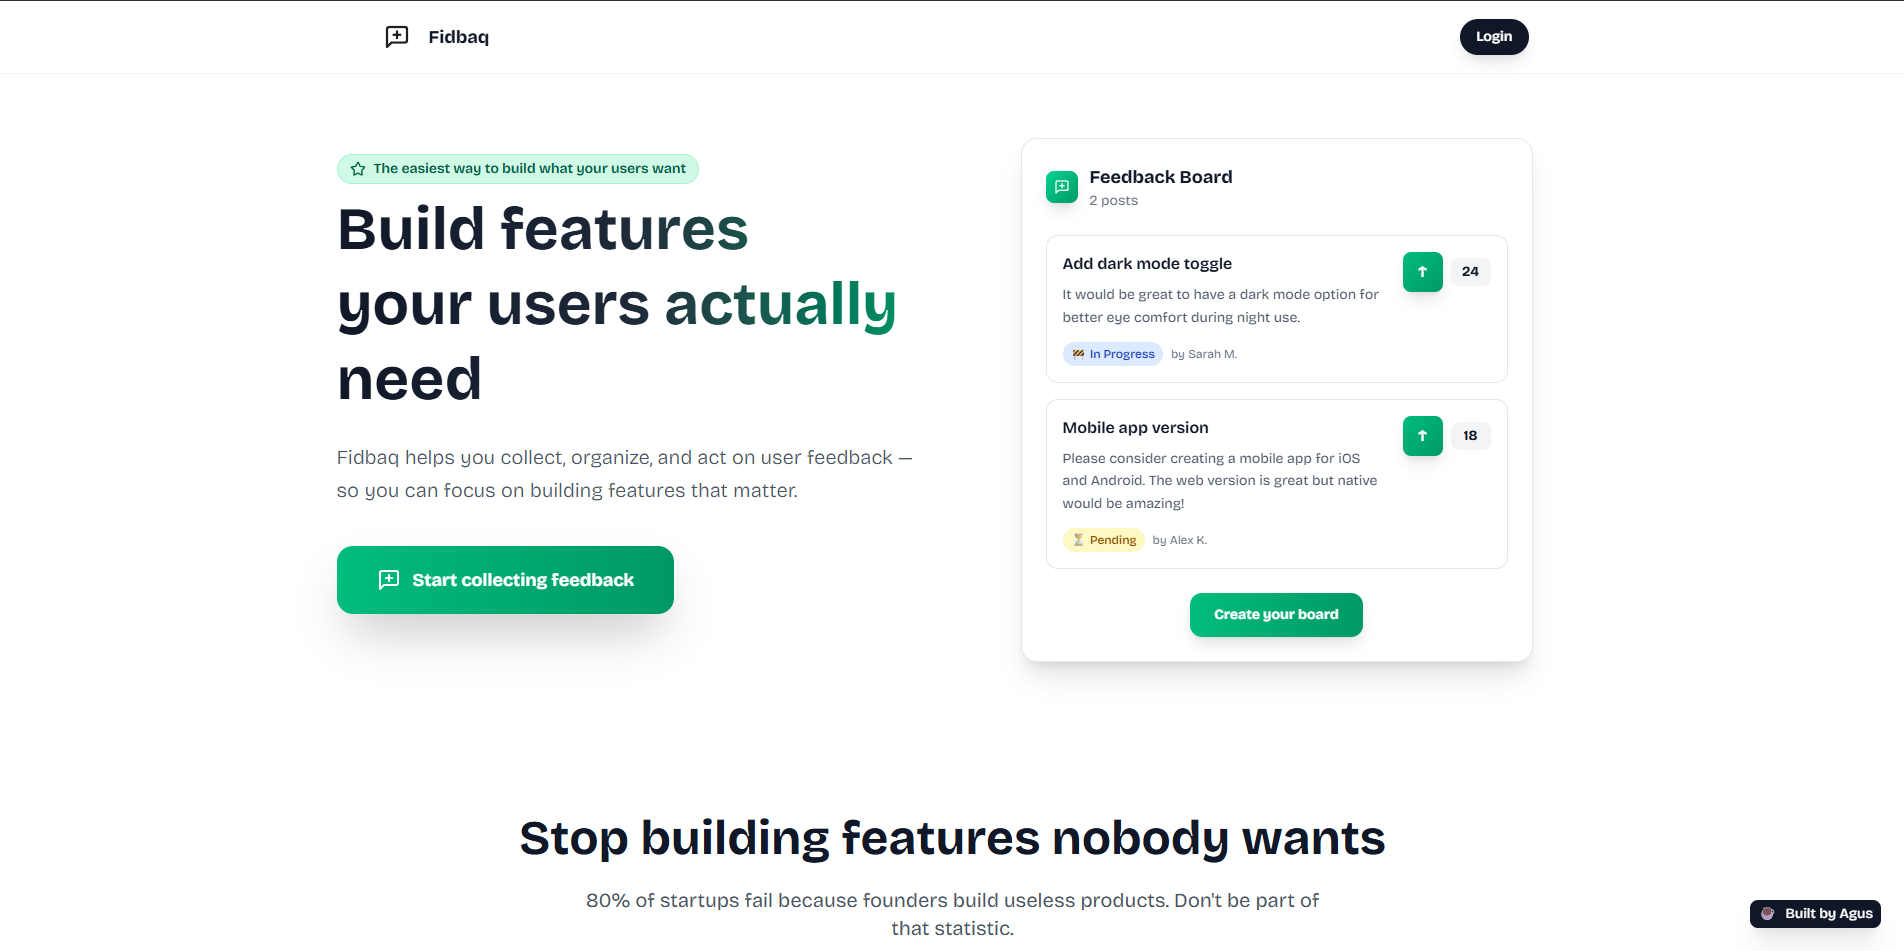 Fidbaq
Login
The easiest way to build what your users want
Build features
your users actually
need
Fidbaq helps you collect, organize, and act on user feedback —
so you can focus on building features that matter.
Start collecting feedback
Feedback Board
2 posts
Add dark mode toggle
↑ 24
It would be great to have a dark mode option for
better eye comfort during night use.
🚧 In Progress by Sarah M.
Mobile app version
↑ 18
Please consider creating a mobile app for iOS
and Android. The web version is great but native
would be amazing!
⏳ Pending by Alex K.
Create your board
Stop building features nobody wants
80% of startups fail because founders build useless products. Don't be part of
that statistic.
Built by Agus